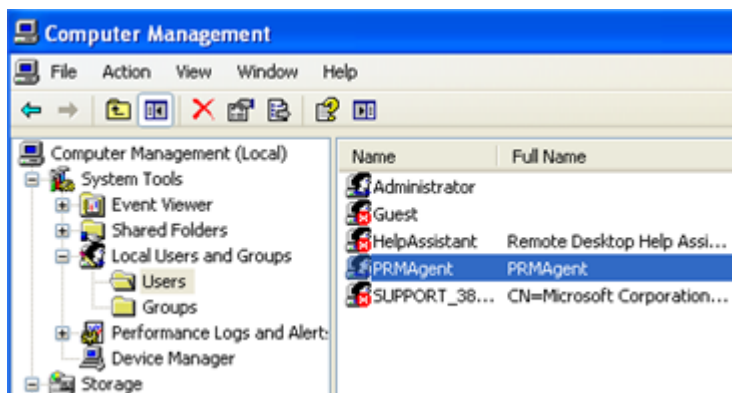 Computer Management
File Action View Window Help
Computer Management (Local)
System Tools
Event Viewer
Shared Folders
Local Users and Groups
Users
Groups
Performance Logs and Alert
Device Manager
Storage
Name Full Name
Administrator
Guest
HelpAssistant Remote Desktop Help Assi...
PRMAgent PRMAgent
SUPPORT_38... CN=Microsoft Corporation...